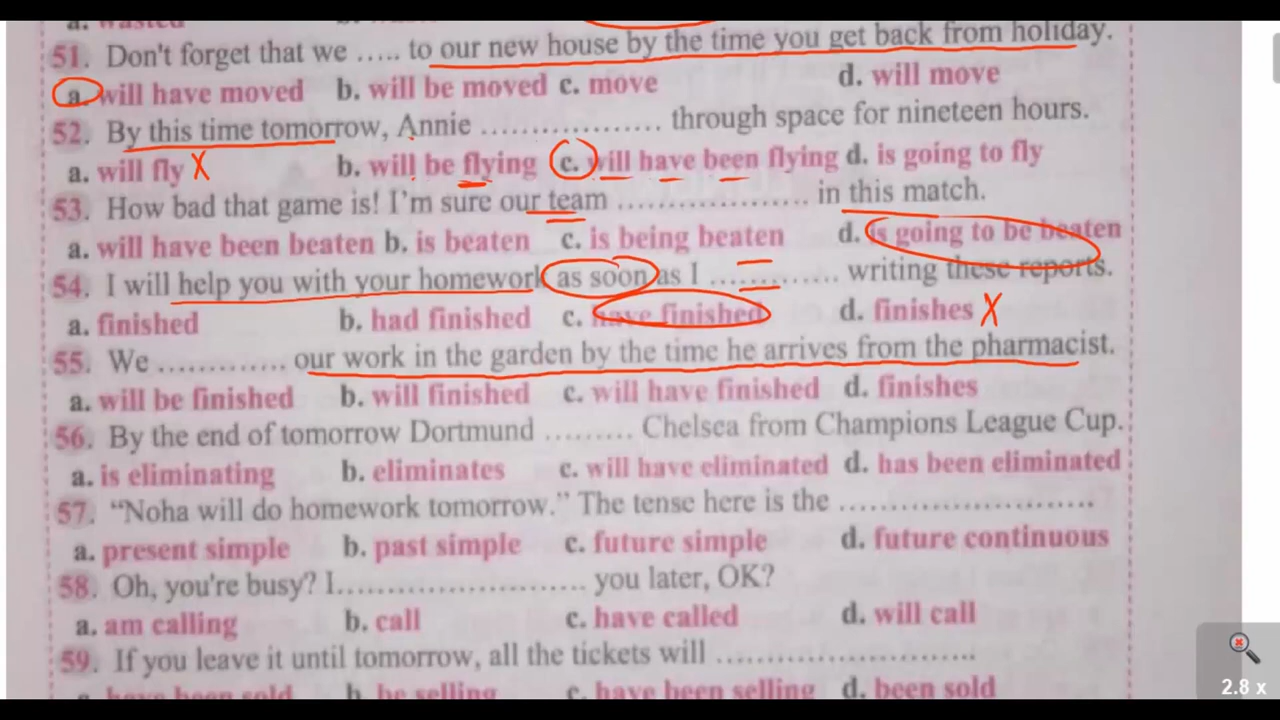 a. wasted
51. Don't forget that we ..... to our new house by the time you get back from holiday.
a. will have moved b. will be moved c. move d. will move
52. By this time tomorrow, Annie .................. through space for nineteen hours.
a. will fly X b. will be flying c. will have been flying d. is going to fly
53. How bad that game is! I'm sure our team .................. in this match.
a. will have been beaten b. is beaten c. is being beaten d. is going to be beaten
54. I will help you with your homework as soon as I ............. writing these reports.
a. finished b. had finished c. have finished d. finishes X
55. We ............. our work in the garden by the time he arrives from the pharmacist.
a. will be finished b. will finished c. will have finished d. finishes
56. By the end of tomorrow Dortmund ......... Chelsea from Champions League Cup.
a. is eliminating b. eliminates c. will have eliminated d. has been eliminated
57. “Noha will do homework tomorrow.” The tense here is the ..........................
a. present simple b. past simple c. future simple d. future continuous
58. Oh, you're busy? I......................... you later, OK?
a. am calling b. call c. have called d. will call
59. If you leave it until tomorrow, all the tickets will ..........................
a. have been sold b. be selling c. have been selling d. been sold
2.8 x